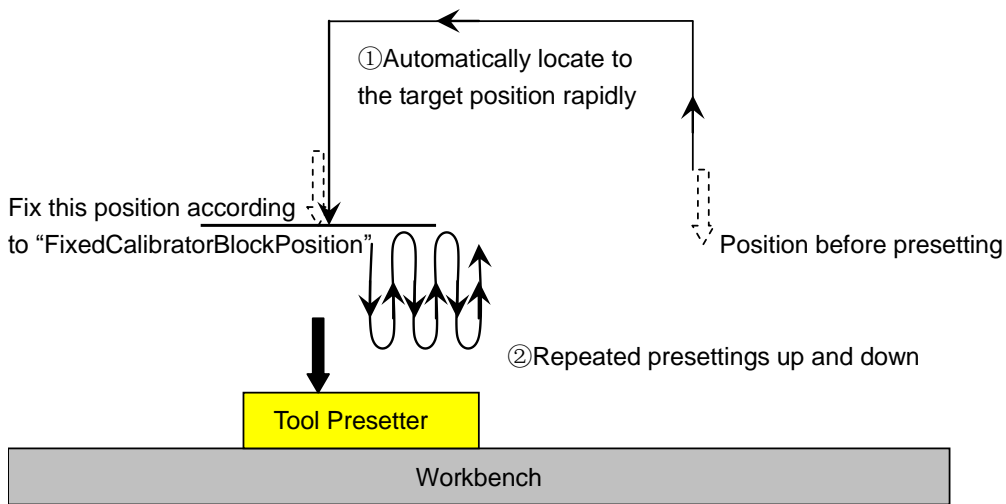 ①Automatically locate to
the target position rapidly
Fix this position according
to “FixedCalibratorBlockPosition”
Position before presetting
②Repeated presettings up and down
Tool Presetter
Workbench